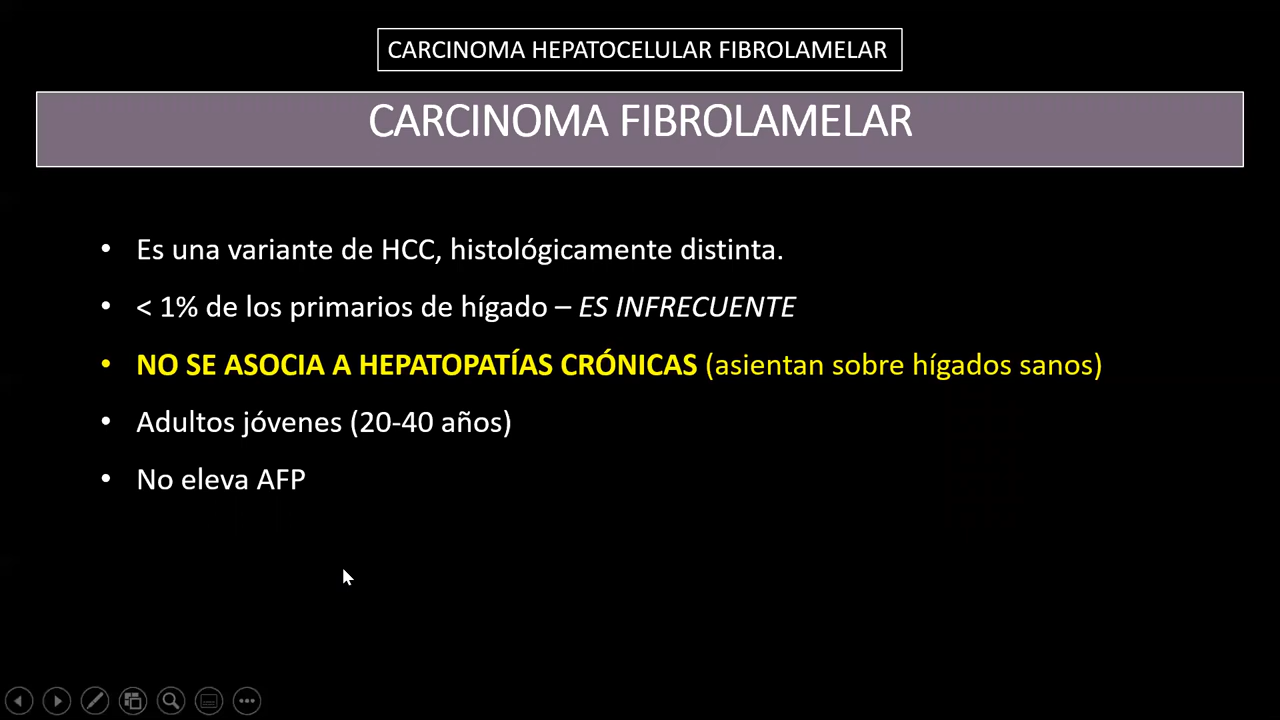 CARCINOMA HEPATOCELULAR FIBROLAMELAR
CARCINOMA FIBROLAMELAR
• Es una variante de HCC, histológicamente distinta.
• < 1% de los primarios de hígado – ES INFRECUENTE
• NO SE ASOCIA A HEPATOPATÍAS CRÓNICAS (asientan sobre hígados sanos)
• Adultos jóvenes (20-40 años)
• No eleva AFP